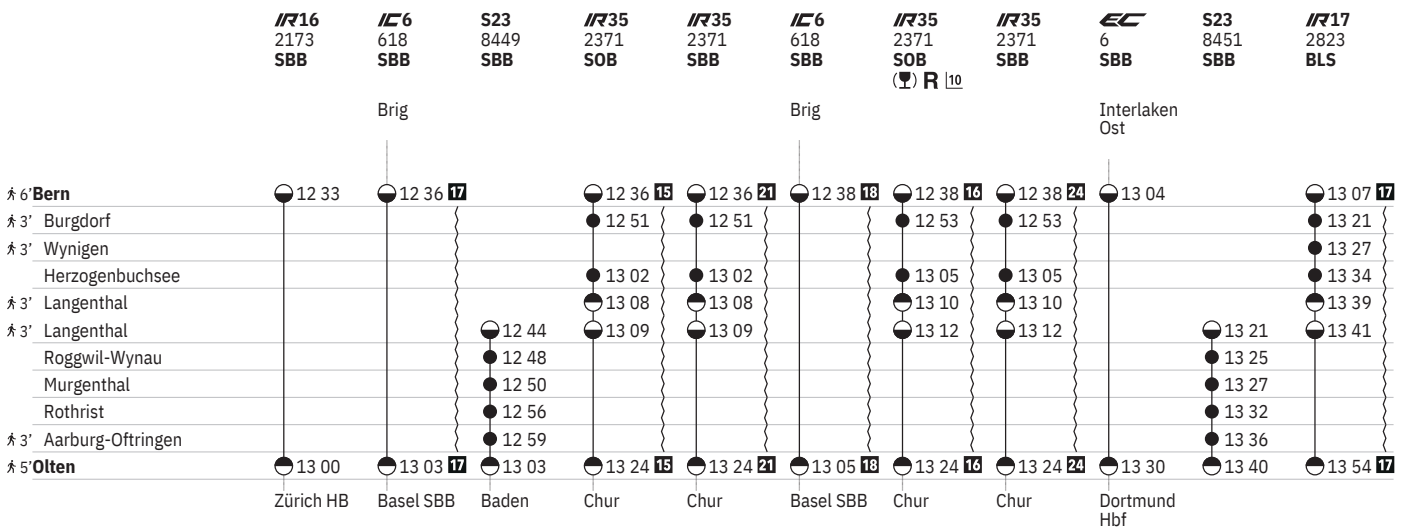 IR16 IC6 S23 IR35 IR35 IC6 IR35 IR35 EC S23 IR17
2173 618 8449 2371 2371 618 2371 2371 6 8451 2823
SBB SBB SBB SOB SBB SBB SOB SBB SBB SBB BLS
R 10
Brig Brig Interlaken
Ost
6' Bern 12 33 12 36 17 12 36 15 12 36 21 12 38 18 12 38 16 12 38 24 13 04 13 07 17
3' Burgdorf 12 51 12 51 12 53 12 53 13 21
3' Wynigen 13 27
Herzogenbuchsee 13 02 13 02 13 05 13 05 13 34
3' Langenthal 13 08 13 08 13 10 13 10 13 39
3' Langenthal 12 44 13 09 13 09 13 12 13 12 13 21 13 41
Roggwil-Wynau 12 48 13 25
Murgenthal 12 50 13 27
Rothrist 12 56 13 32
3' Aarburg-Oftringen 12 59 13 36
5' Olten 13 00 13 03 17 13 03 13 24 15 13 24 21 13 05 18 13 24 16 13 24 24 13 30 13 40 13 54 17
Zürich HB Basel SBB Baden Chur Chur Basel SBB Chur Chur Dortmund
Hbf